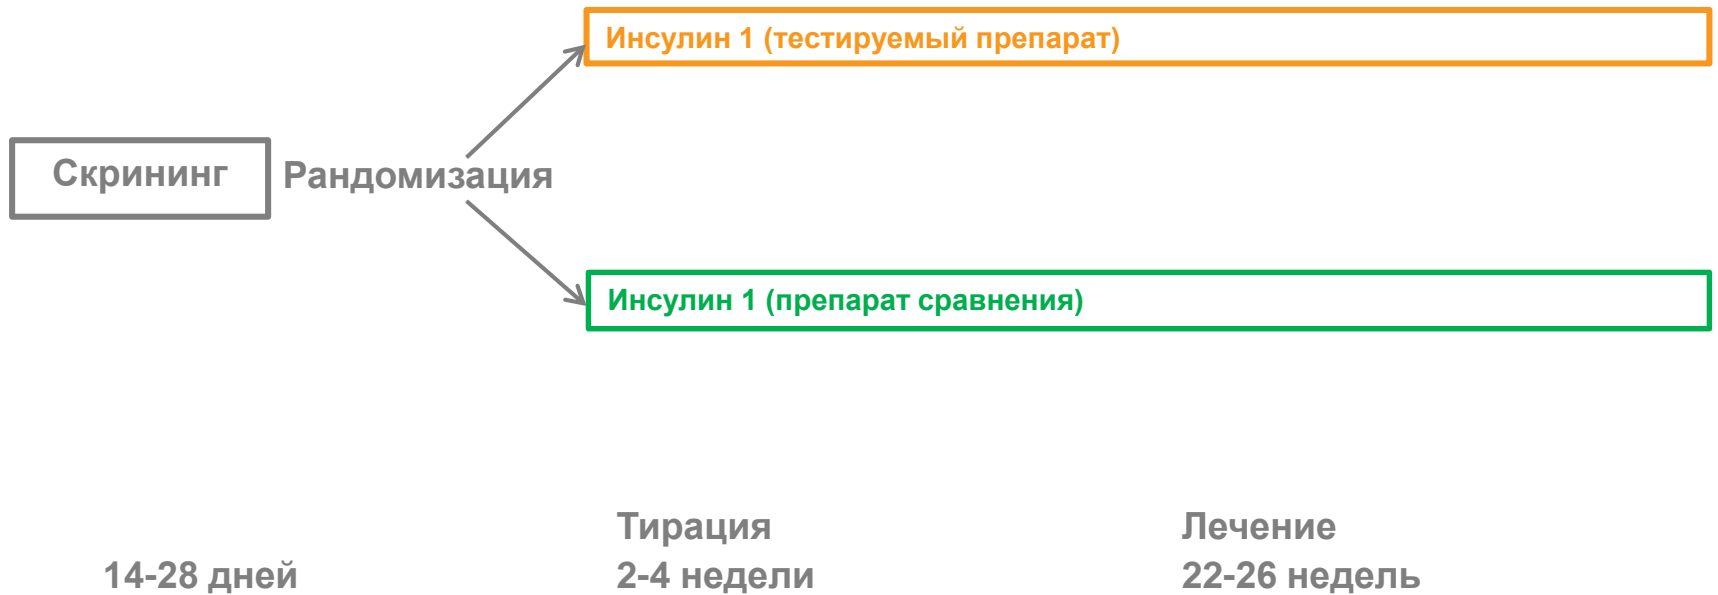 Инсулин 1 (тестируемый препарат)
Скрининг
Рандомизация
Инсулин 1 (препарат сравнения)
14-28 дней
Тирация
2-4 недели
Лечение
22-26 недель